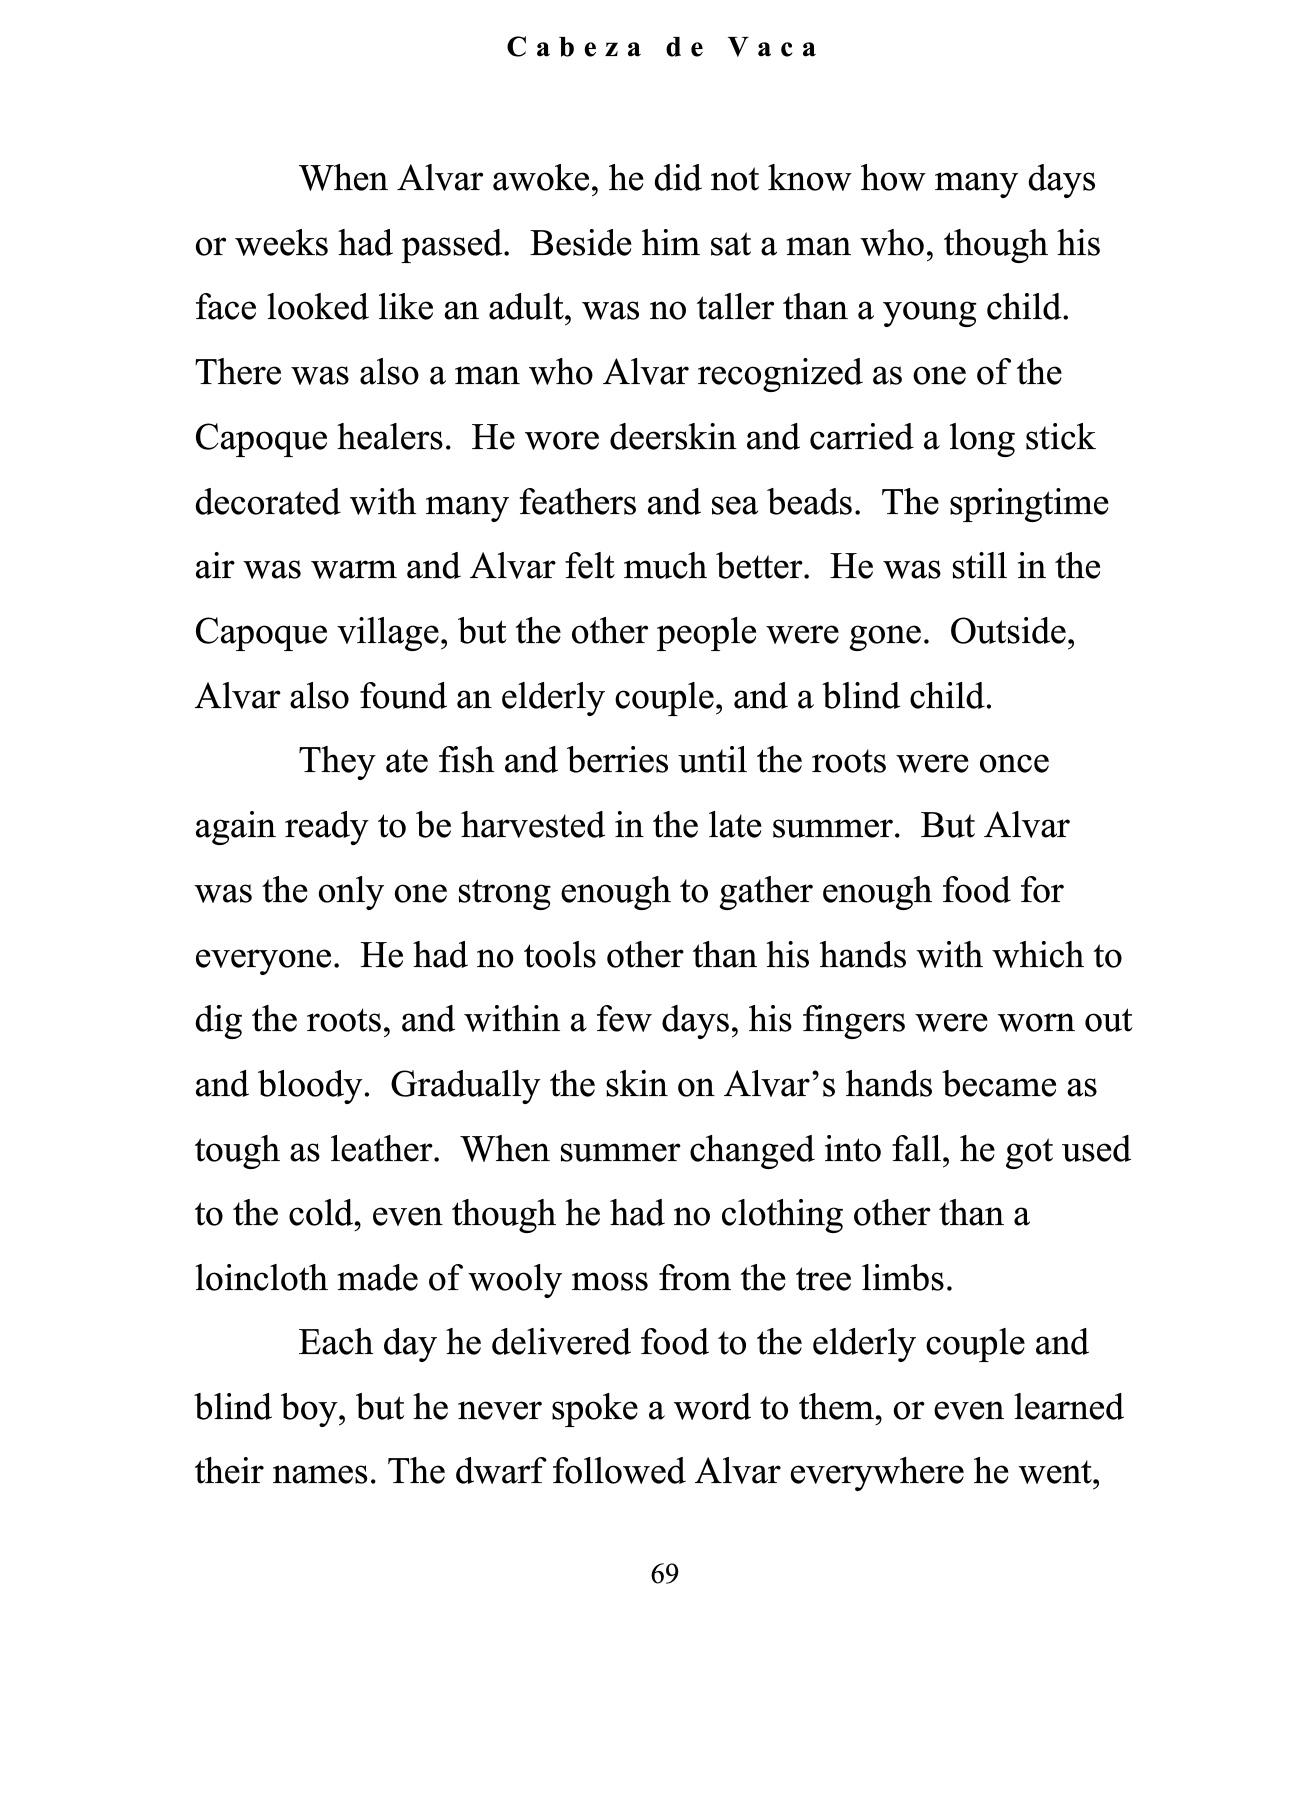 Cabeza de Vaca
When Alvar awoke, he did not know how many days
or weeks had passed.  Beside him sat a man who, though his
face looked like an adult, was no taller than a young child.
There was also a man who Alvar recognized as one of the
Capoque healers.  He wore deerskin and carried a long stick
decorated with many feathers and sea beads.  The springtime
air was warm and Alvar felt much better.  He was still in the
Capoque village, but the other people were gone.  Outside,
Alvar also found an elderly couple, and a blind child.
They ate fish and berries until the roots were once
again ready to be harvested in the late summer.  But Alvar
was the only one strong enough to gather enough food for
everyone.  He had no tools other than his hands with which to
dig the roots, and within a few days, his fingers were worn out
and bloody.  Gradually the skin on Alvar’s hands became as
tough as leather.  When summer changed into fall, he got used
to the cold, even though he had no clothing other than a
loincloth made of wooly moss from the tree limbs.
Each day he delivered food to the elderly couple and
blind boy, but he never spoke a word to them, or even learned
their names. The dwarf followed Alvar everywhere he went,
69